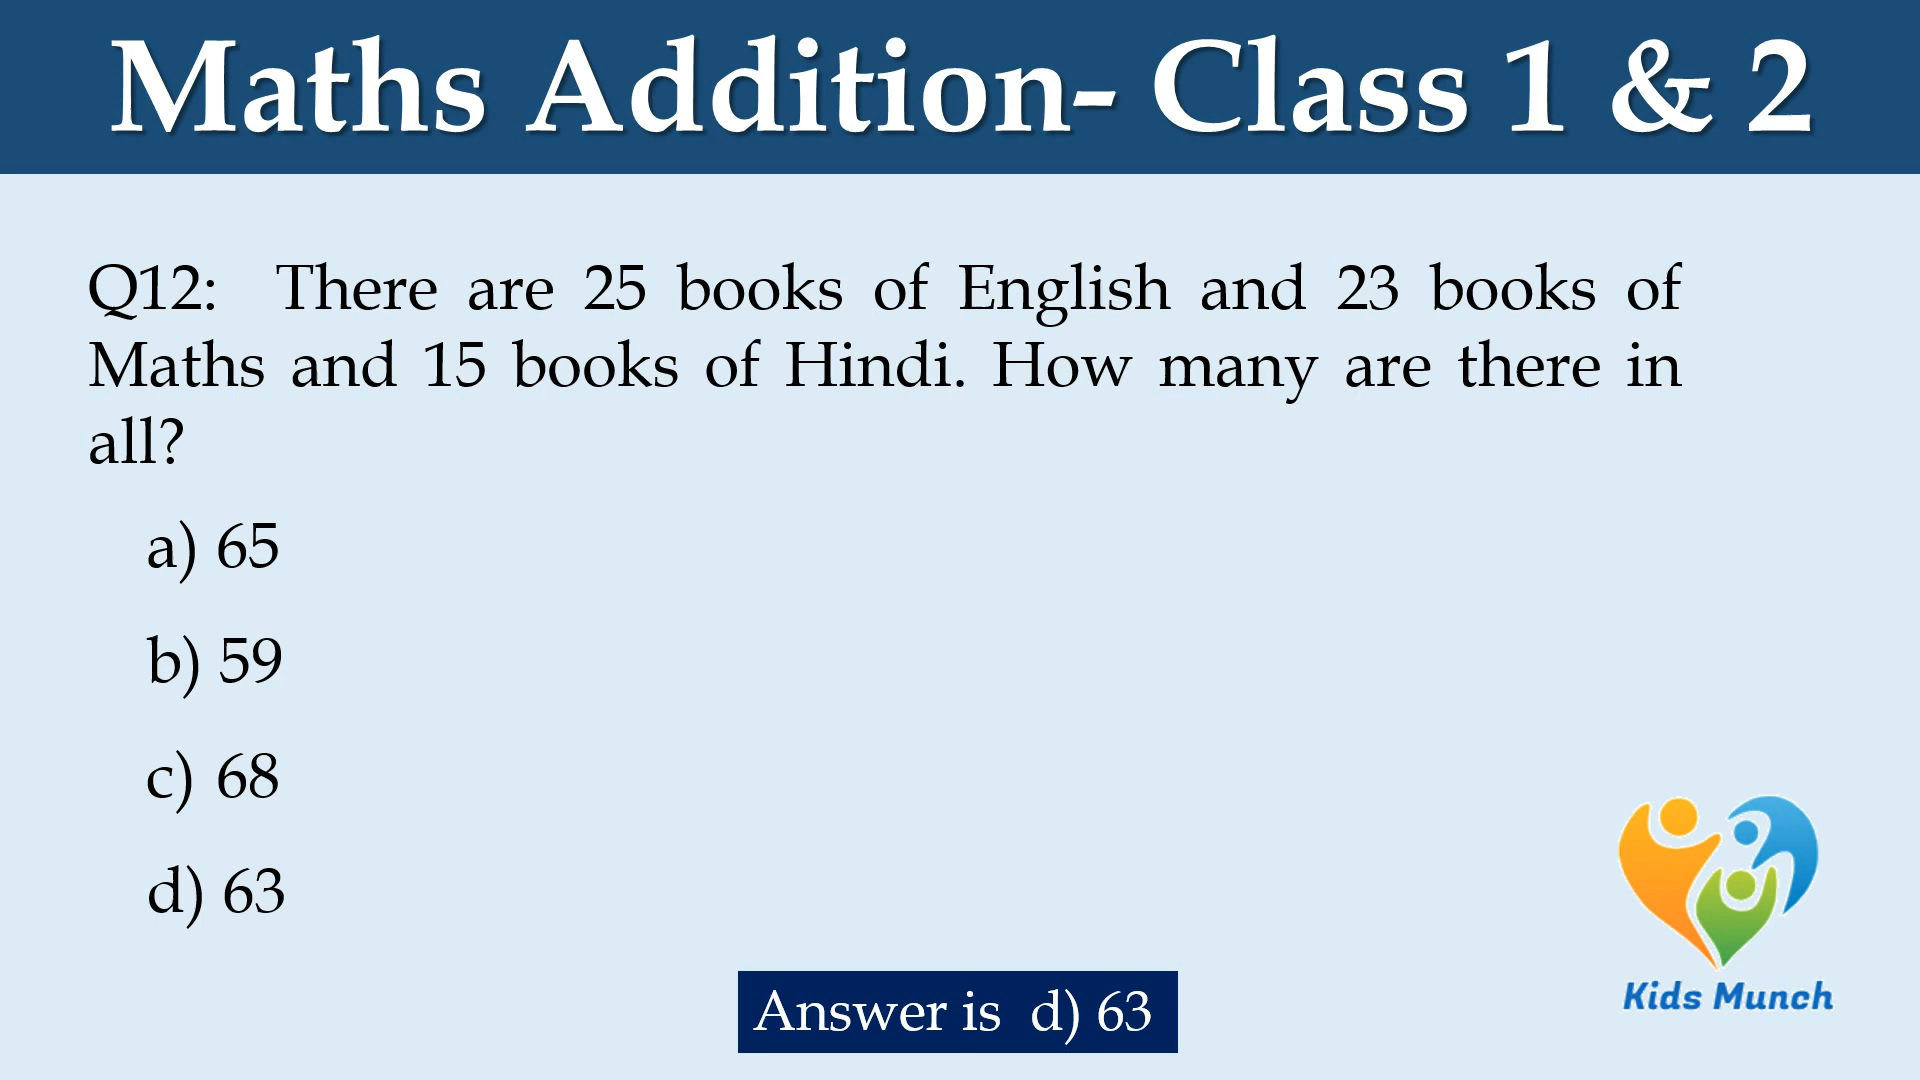 Maths Addition- Class 1 & 2
Q12: There are 25 books of English and 23 books of
Maths and 15 books of Hindi. How many are there in
all?
a) 65
b) 59
c) 68
d) 63
Kids Munch
Answer is d) 63